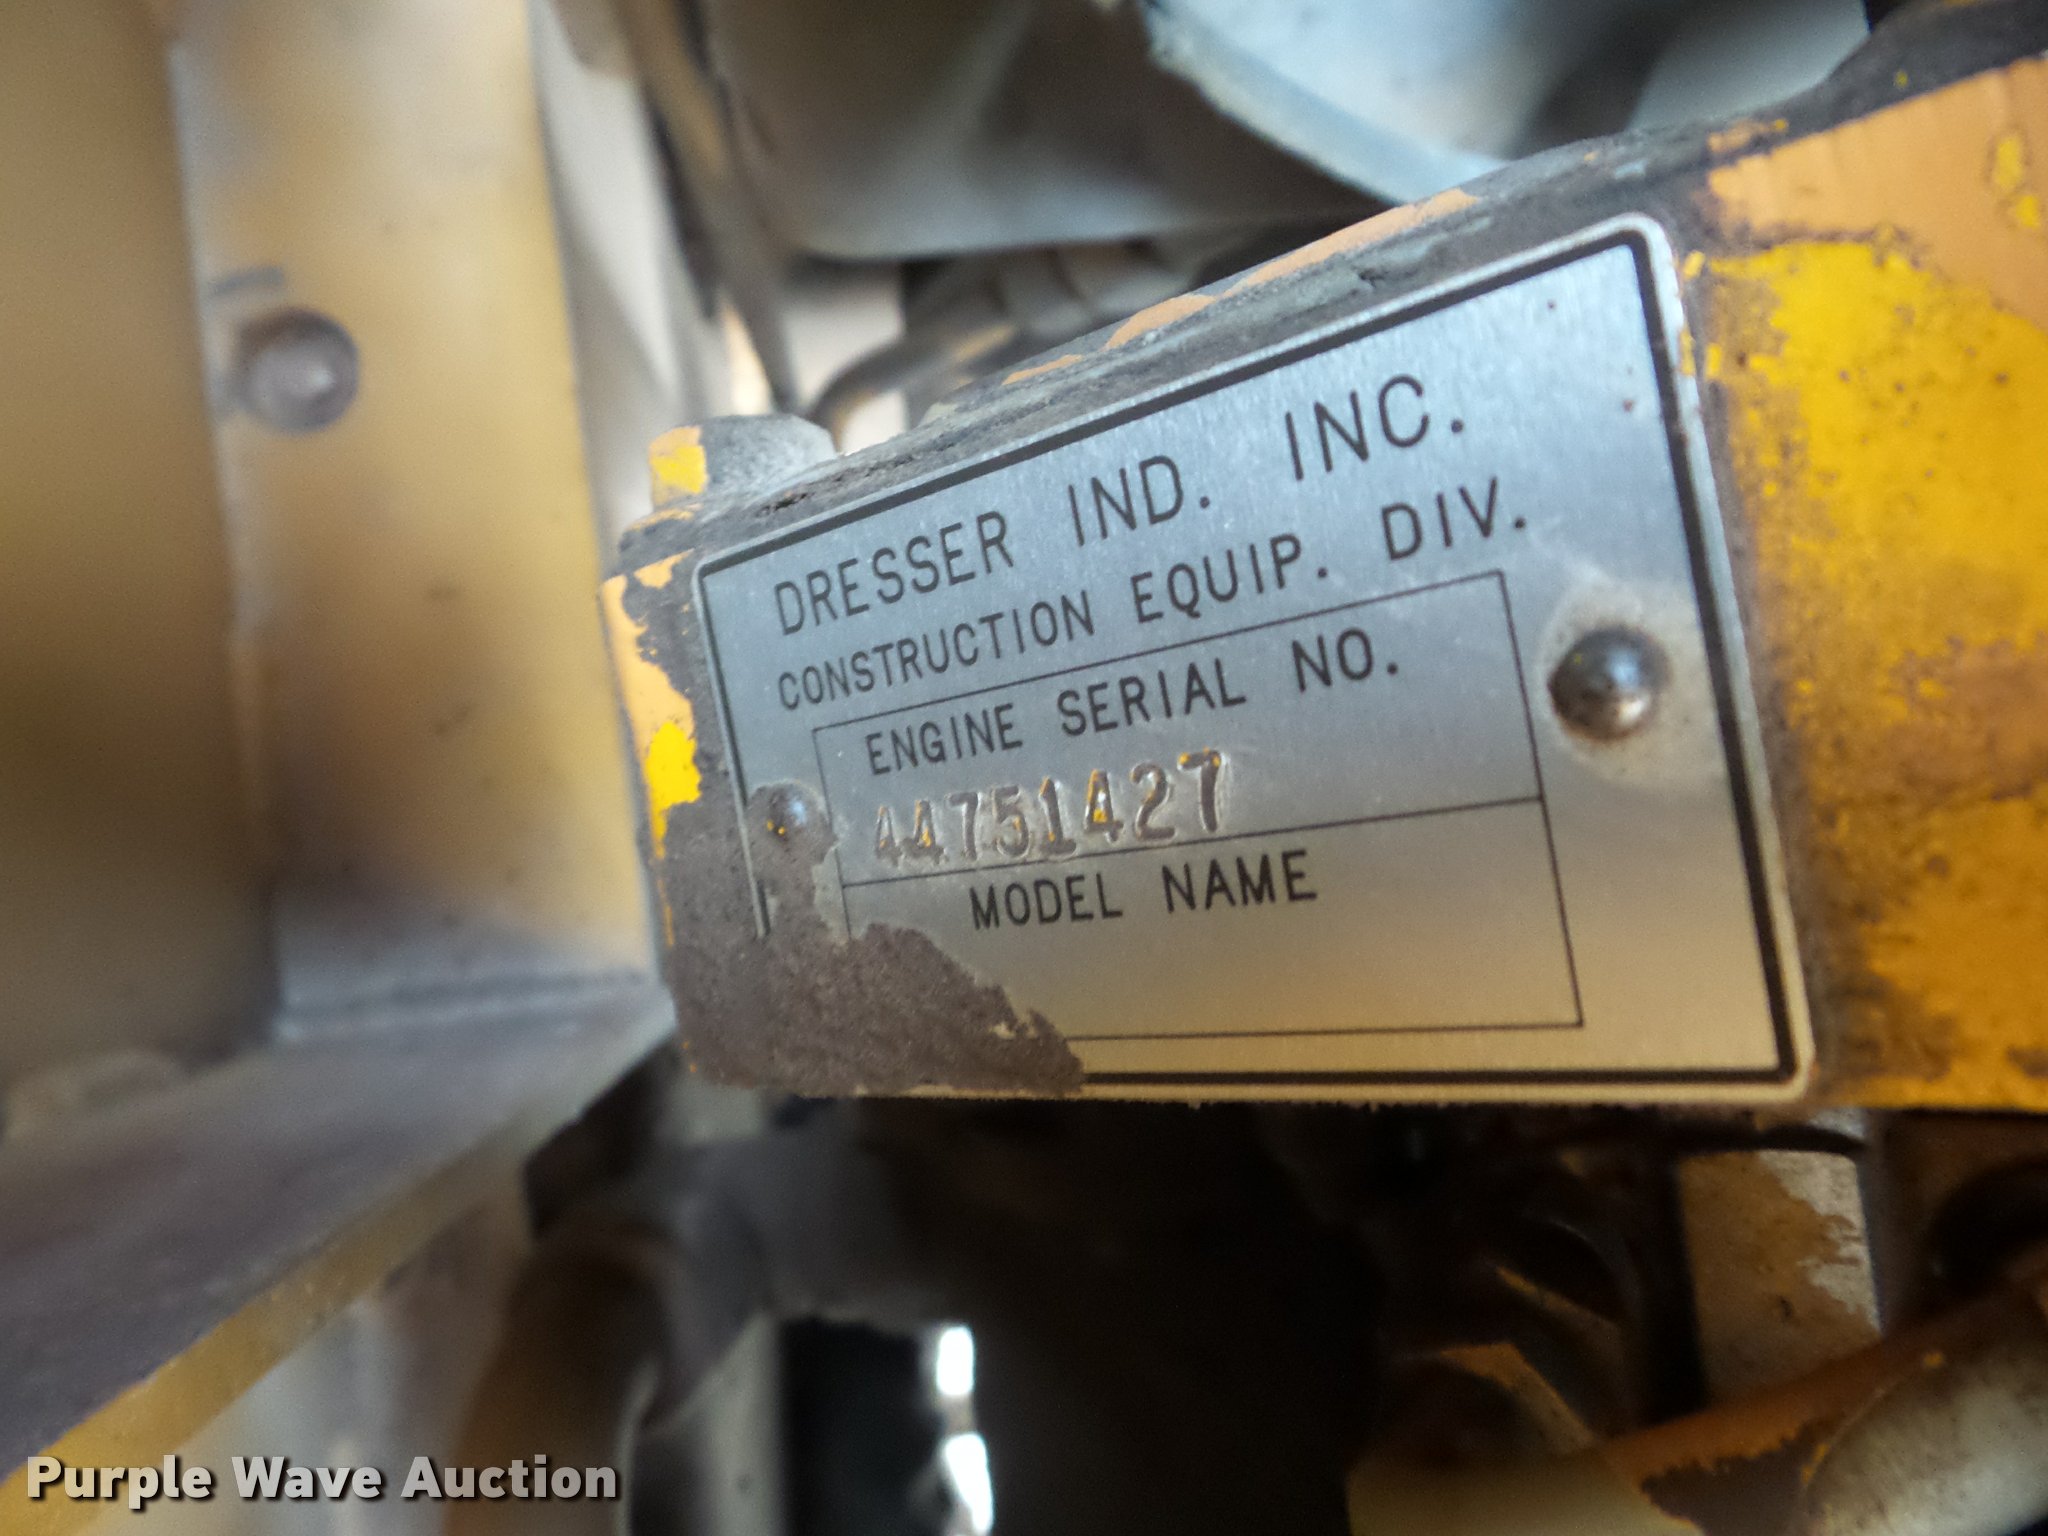 DRESSER IND. INC.
CONSTRUCTION EQUIP. DIV.
ENGINE SERIAL NO.
44751427
MODEL NAME
Purple Wave Auction